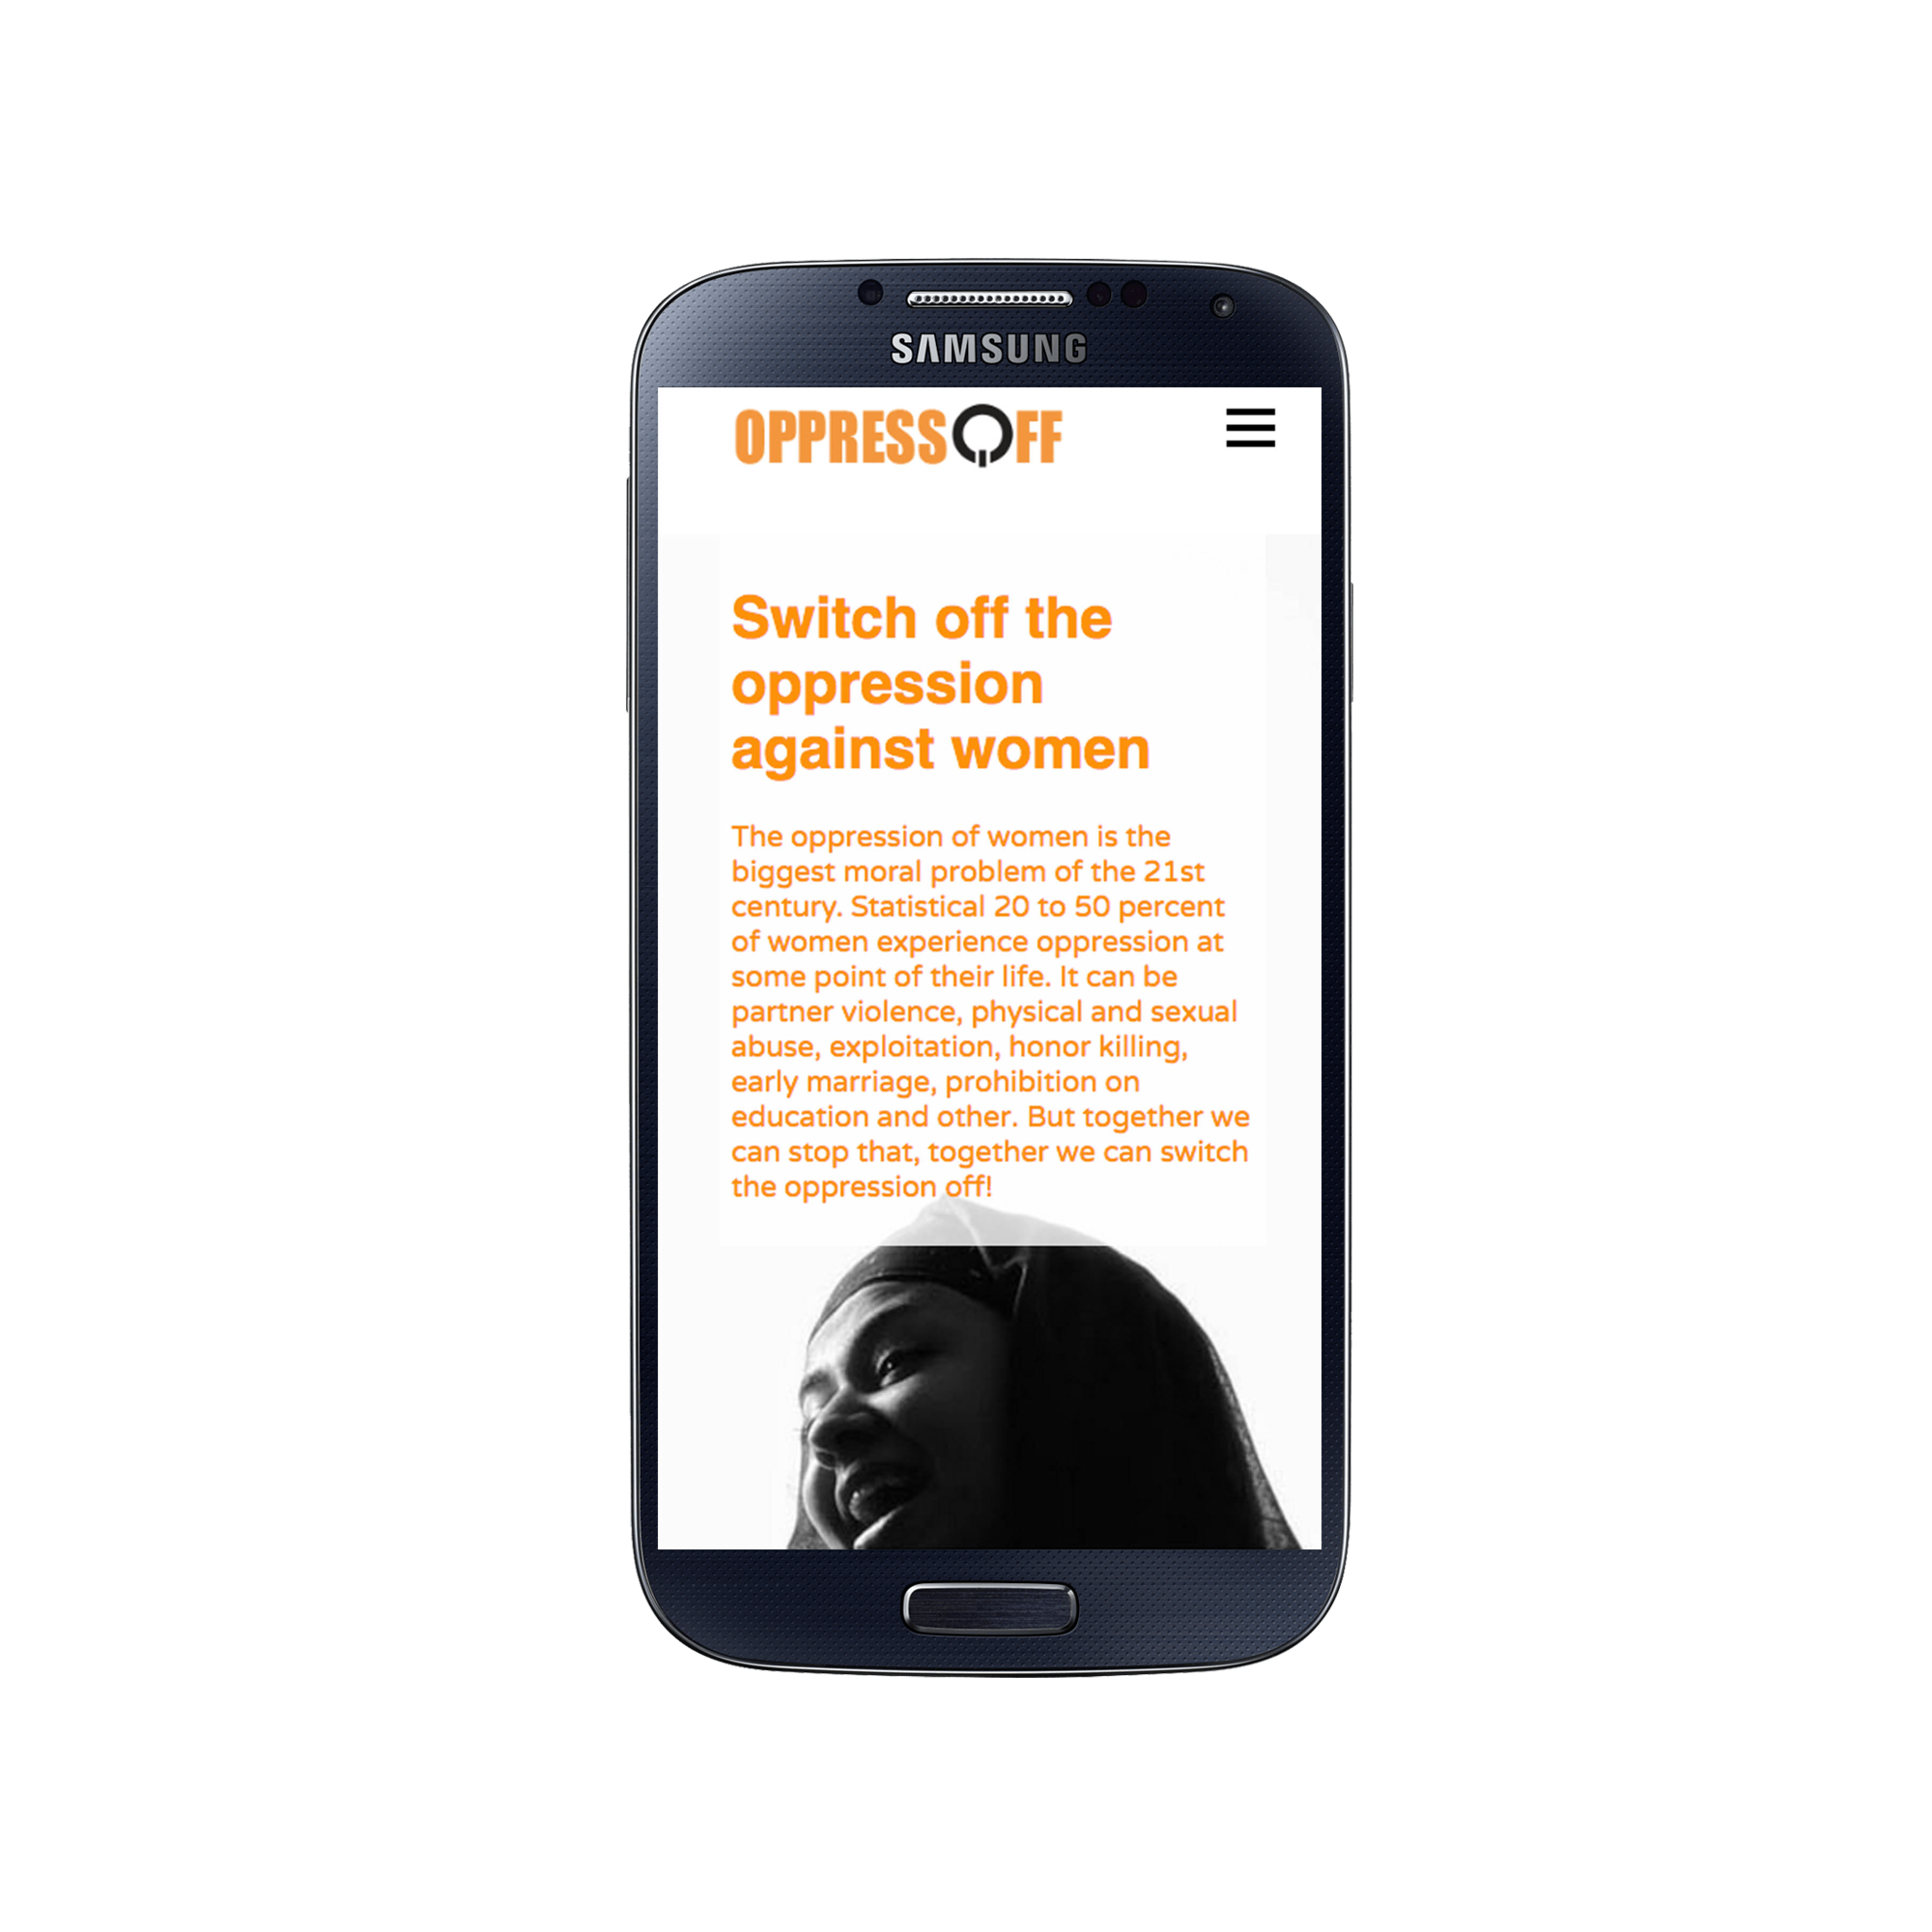 SAMSUNG
OPPRESSOFF
Switch off the
oppression
against women
The oppression of women is the
biggest moral problem of the 21st
century. Statistical 20 to 50 percent
of women experience oppression at
some point of their life. It can be
partner violence, physical and sexual
abuse, exploitation, honor killing,
early marriage, prohibition on
education and other. But together we
can stop that, together we can switch
the oppression off!